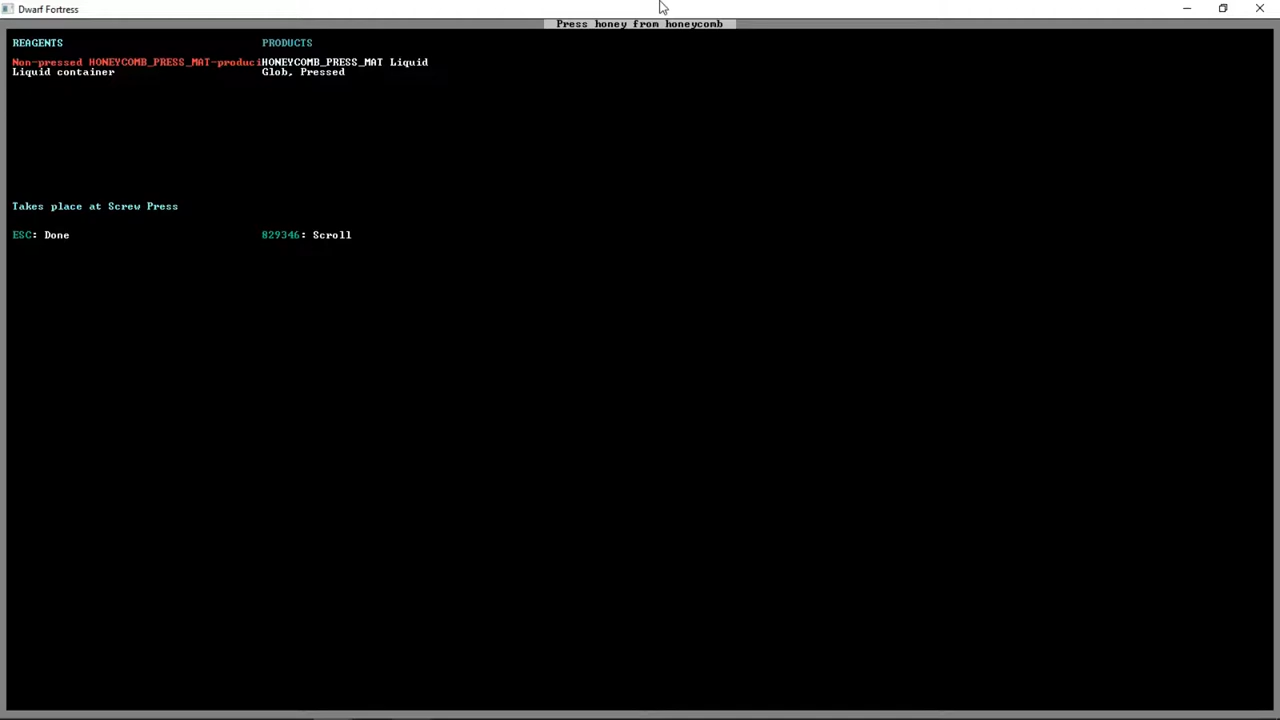 Dwarf Fortress
Press honey from honeycomb
REAGENTS PRODUCTS
Non-pressed HONEYCOMB_PRESS_MAT-produci HONEYCOMB_PRESS_MAT Liquid
Liquid container Glob, Pressed
Takes place at Screw Press
ESC: Done 829346: Scroll